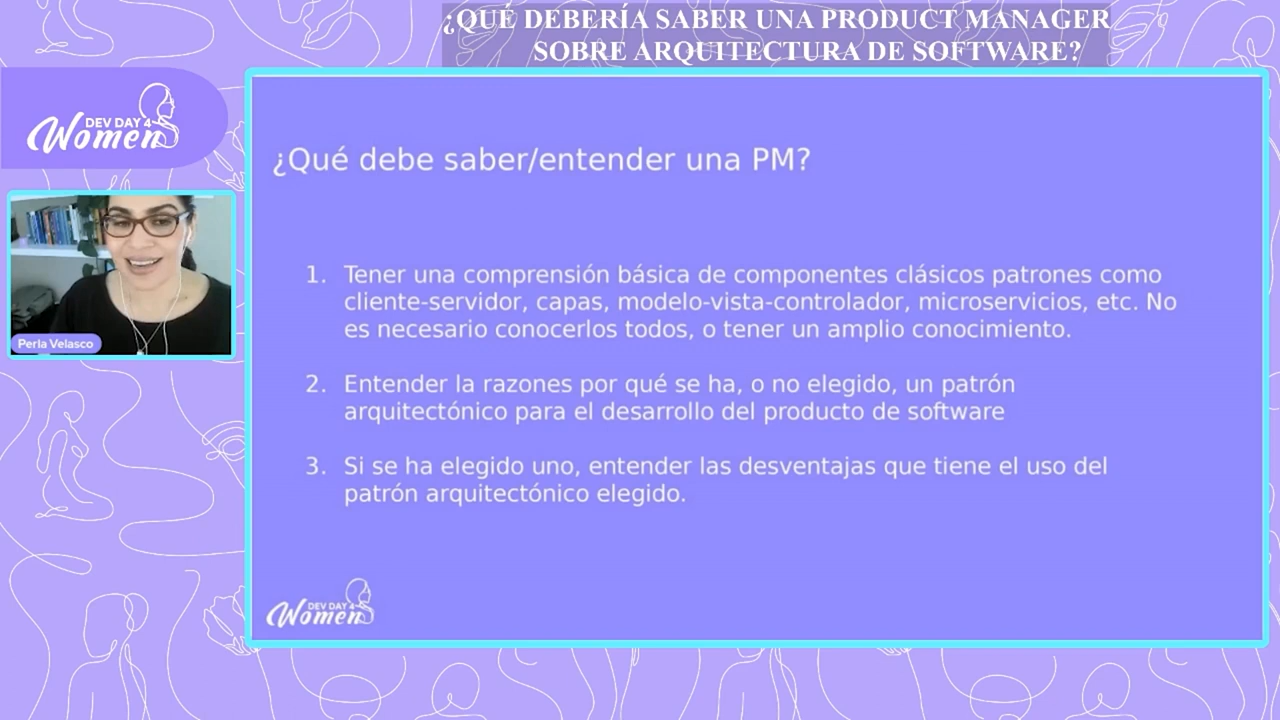 ¿QUÉ DEBERÍA SABER UNA PRODUCT MANAGER
SOBRE ARQUITECTURA DE SOFTWARE?
DEV DAY 4
Women
Perla Velasco
¿Qué debe saber/entender una PM?
1. Tener una comprensión básica de componentes clásicos patrones como
cliente-servidor, capas, modelo-vista-controlador, microservicios, etc. No
es necesario conocerlos todos, o tener un amplio conocimiento.
2. Entender la razones por qué se ha, o no elegido, un patrón
arquitectónico para el desarrollo del producto de software
3. Si se ha elegido uno, entender las desventajas que tiene el uso del
patrón arquitectónico elegido.
DEV DAY 4
Women